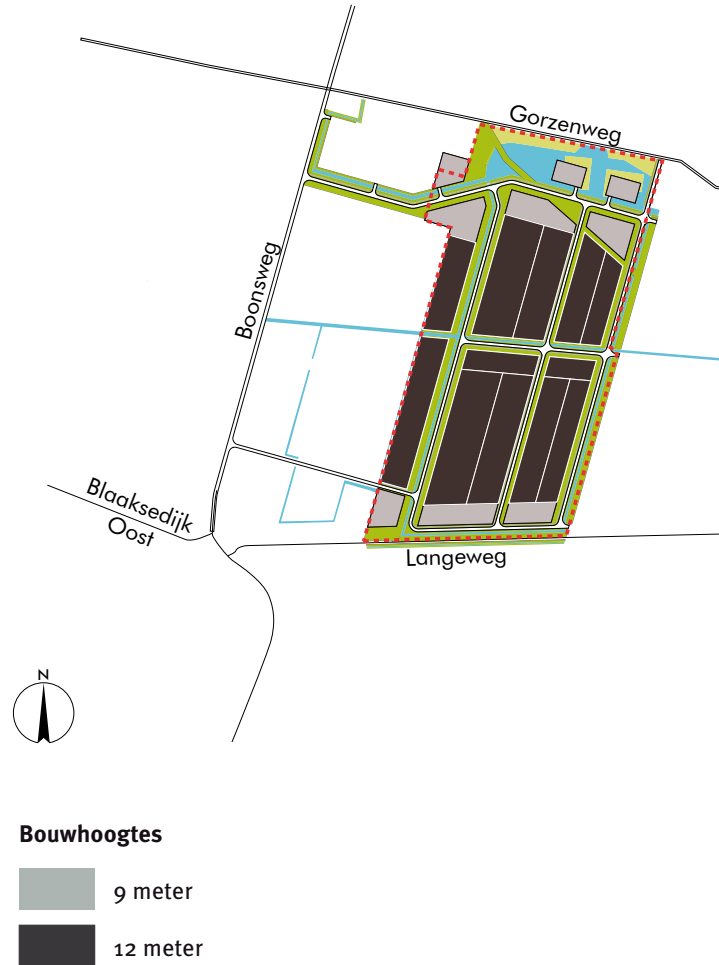 Gorzenweg
Boonsweg
Blaaksedijk
Oost
Langeweg
N
Bouwhoogtes
9 meter
12 meter